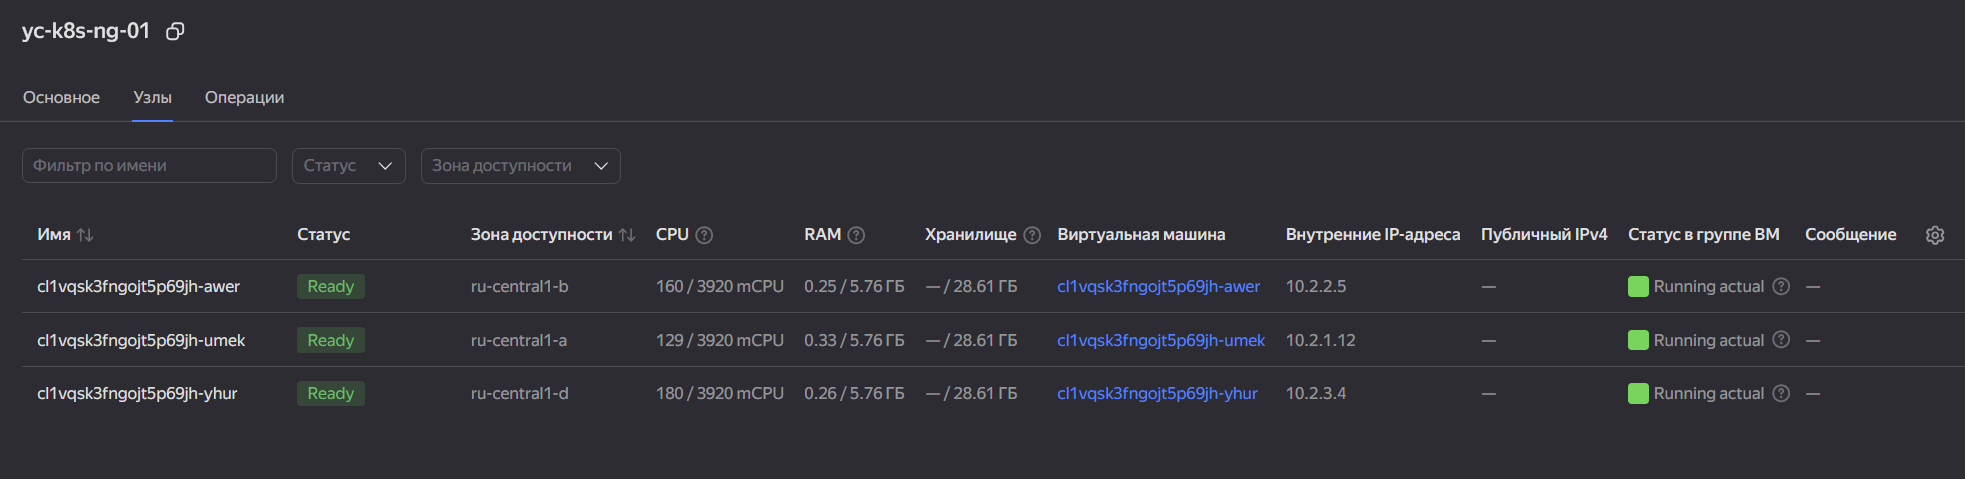 yc-k8s-ng-01
Основное Узлы Операции
Фильтр по имени Статус Зона доступности
Имя Статус Зона доступности CPU RAM Хранилище Виртуальная машина Внутренние IP-адреса Публичный IPv4 Статус в группе ВМ Сообщение
cl1vqsk3fngojt5p69jh-awer Ready ru-central1-b 160 / 3920 mCPU 0.25 / 5.76 ГБ — / 28.61 ГБ cl1vqsk3fngojt5p69jh-awer 10.2.2.5 — Running actual —
cl1vqsk3fngojt5p69jh-umek Ready ru-central1-a 129 / 3920 mCPU 0.33 / 5.76 ГБ — / 28.61 ГБ cl1vqsk3fngojt5p69jh-umek 10.2.1.12 — Running actual —
cl1vqsk3fngojt5p69jh-yhur Ready ru-central1-d 180 / 3920 mCPU 0.26 / 5.76 ГБ — / 28.61 ГБ cl1vqsk3fngojt5p69jh-yhur 10.2.3.4 — Running actual —